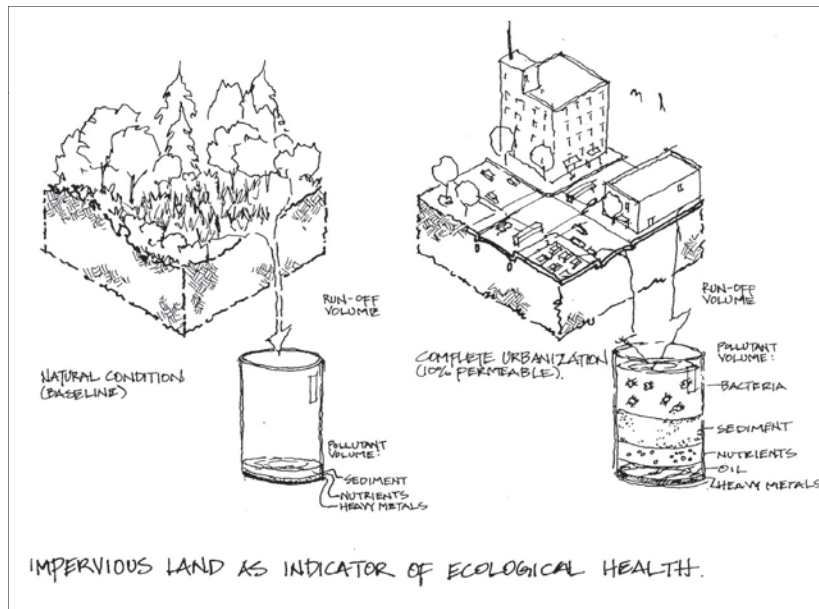 RUN-OFF
VOLUME
NATURAL CONDITION
(BASELINE)
POLLUTANT
VOLUME:
SEDIMENT
NUTRIENTS
HEAVY METALS
RUN-OFF
VOLUME
COMPLETE URBANIZATION
(10% PERMEABLE).
POLLUTANT
VOLUME:
BACTERIA
SEDIMENT
NUTRIENTS
OIL
HEAVY METALS
IMPERVIOUS LAND AS INDICATOR OF ECOLOGICAL HEALTH.